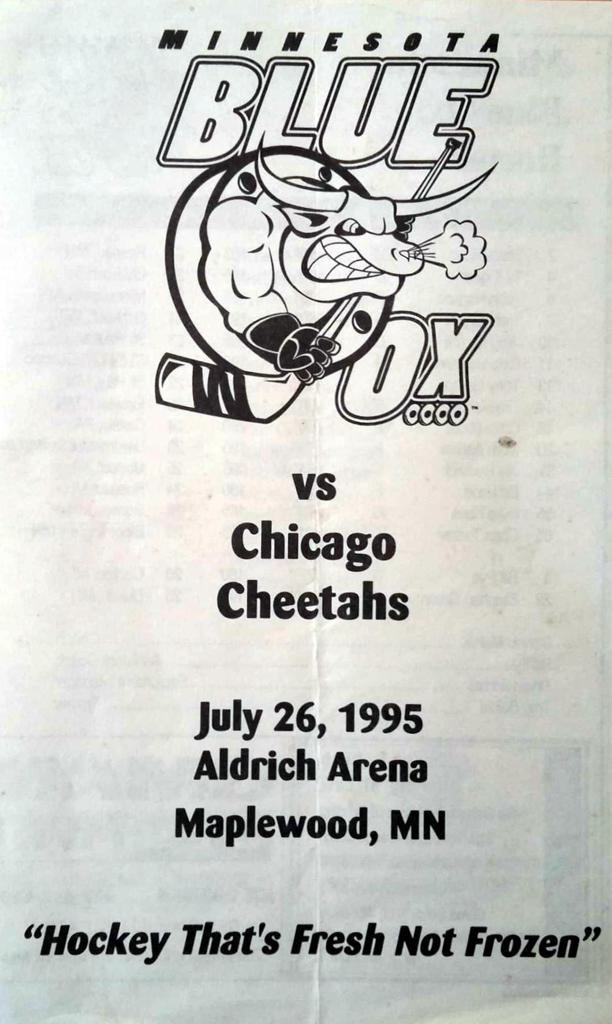 MINNESOTA
BLUE
OX
vs
Chicago
Cheetahs
July 26, 1995
Aldrich Arena
Maplewood, MN
“Hockey That's Fresh Not Frozen”